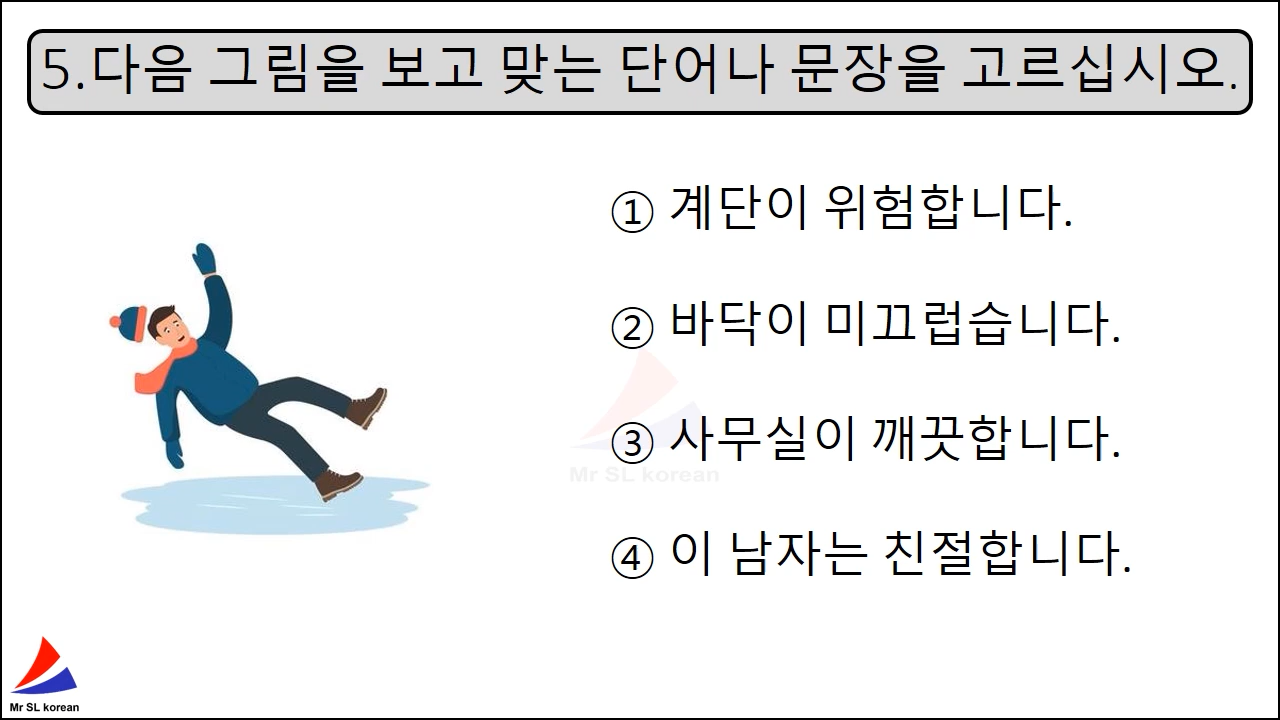 5.다음 그림을 보고 맞는 단어나 문장을 고르십시오.
① 계단이 위험합니다.
② 바닥이 미끄럽습니다.
③ 사무실이 깨끗합니다.
④ 이 남자는 친절합니다.
Mr SL korean
Mr SL korean